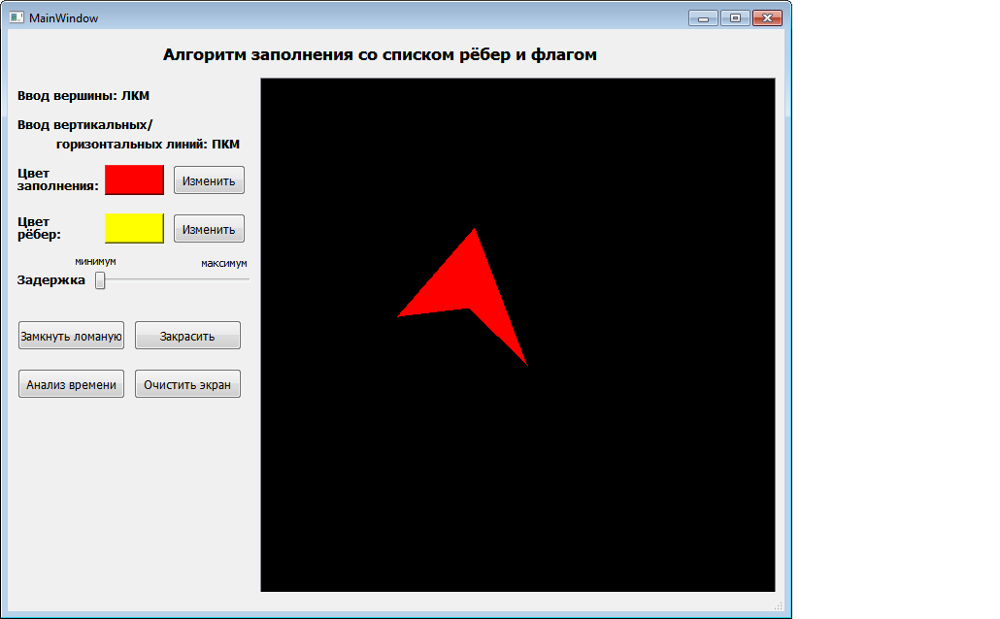 MainWindow
Алгоритм заполнения со списком рёбер и флагом
Ввод вершины: ЛКМ
Ввод вертикальных/
горизонтальных линий: ПКМ
Цвет
заполнения:
Изменить
Цвет
рёбер:
Изменить
минимум
максимум
Задержка
Замкнуть ломаную
Закрасить
Анализ времени
Очистить экран